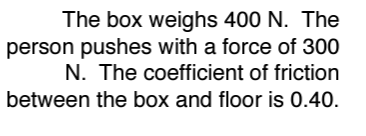 The box weighs 400 N. The
person pushes with a force of 300
N. The coefficient of friction
between the box and floor is 0.40.